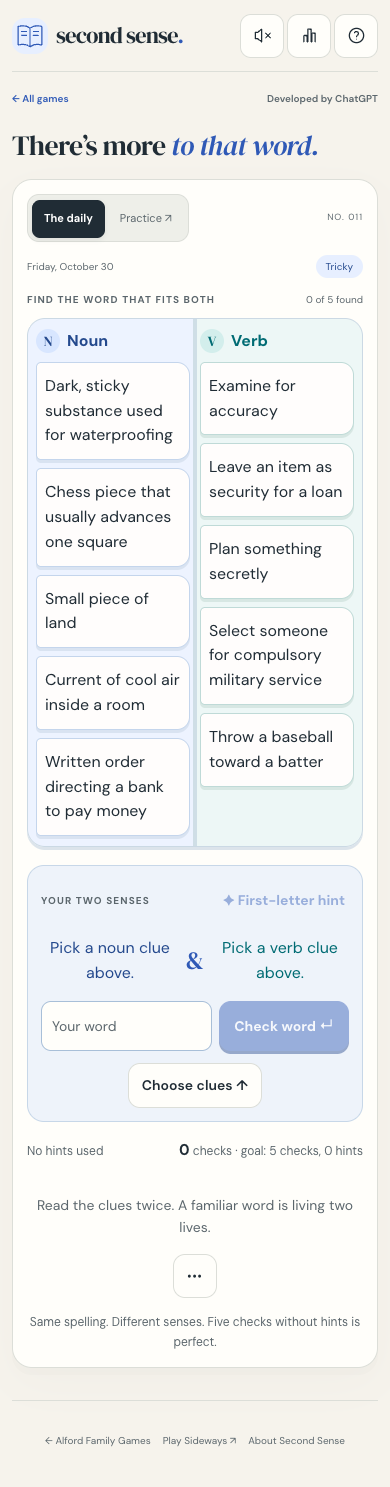 second sense.
← All games
Developed by ChatGPT
There's more to that word.
The daily
Practice ↗
NO. 011
Friday, October 30
Tricky
FIND THE WORD THAT FITS BOTH
0 of 5 found
N Noun
Dark, sticky
substance used
for waterproofing
Chess piece that
usually advances
one square
Small piece of
land
Current of cool air
inside a room
Written order
directing a bank
to pay money
V Verb
Examine for
accuracy
Leave an item as
security for a loan
Plan something
secretly
Select someone
for compulsory
military service
Throw a baseball
toward a batter
YOUR TWO SENSES
✦ First-letter hint
Pick a noun clue
above.
&
Pick a verb clue
above.
Your word
Check word ↵
Choose clues ↑
No hints used
0 checks · goal: 5 checks, 0 hints
Read the clues twice. A familiar word is living two
lives.
•••
Same spelling. Different senses. Five checks without hints is
perfect.
← Alford Family Games
Play Sideways ↗
About Second Sense